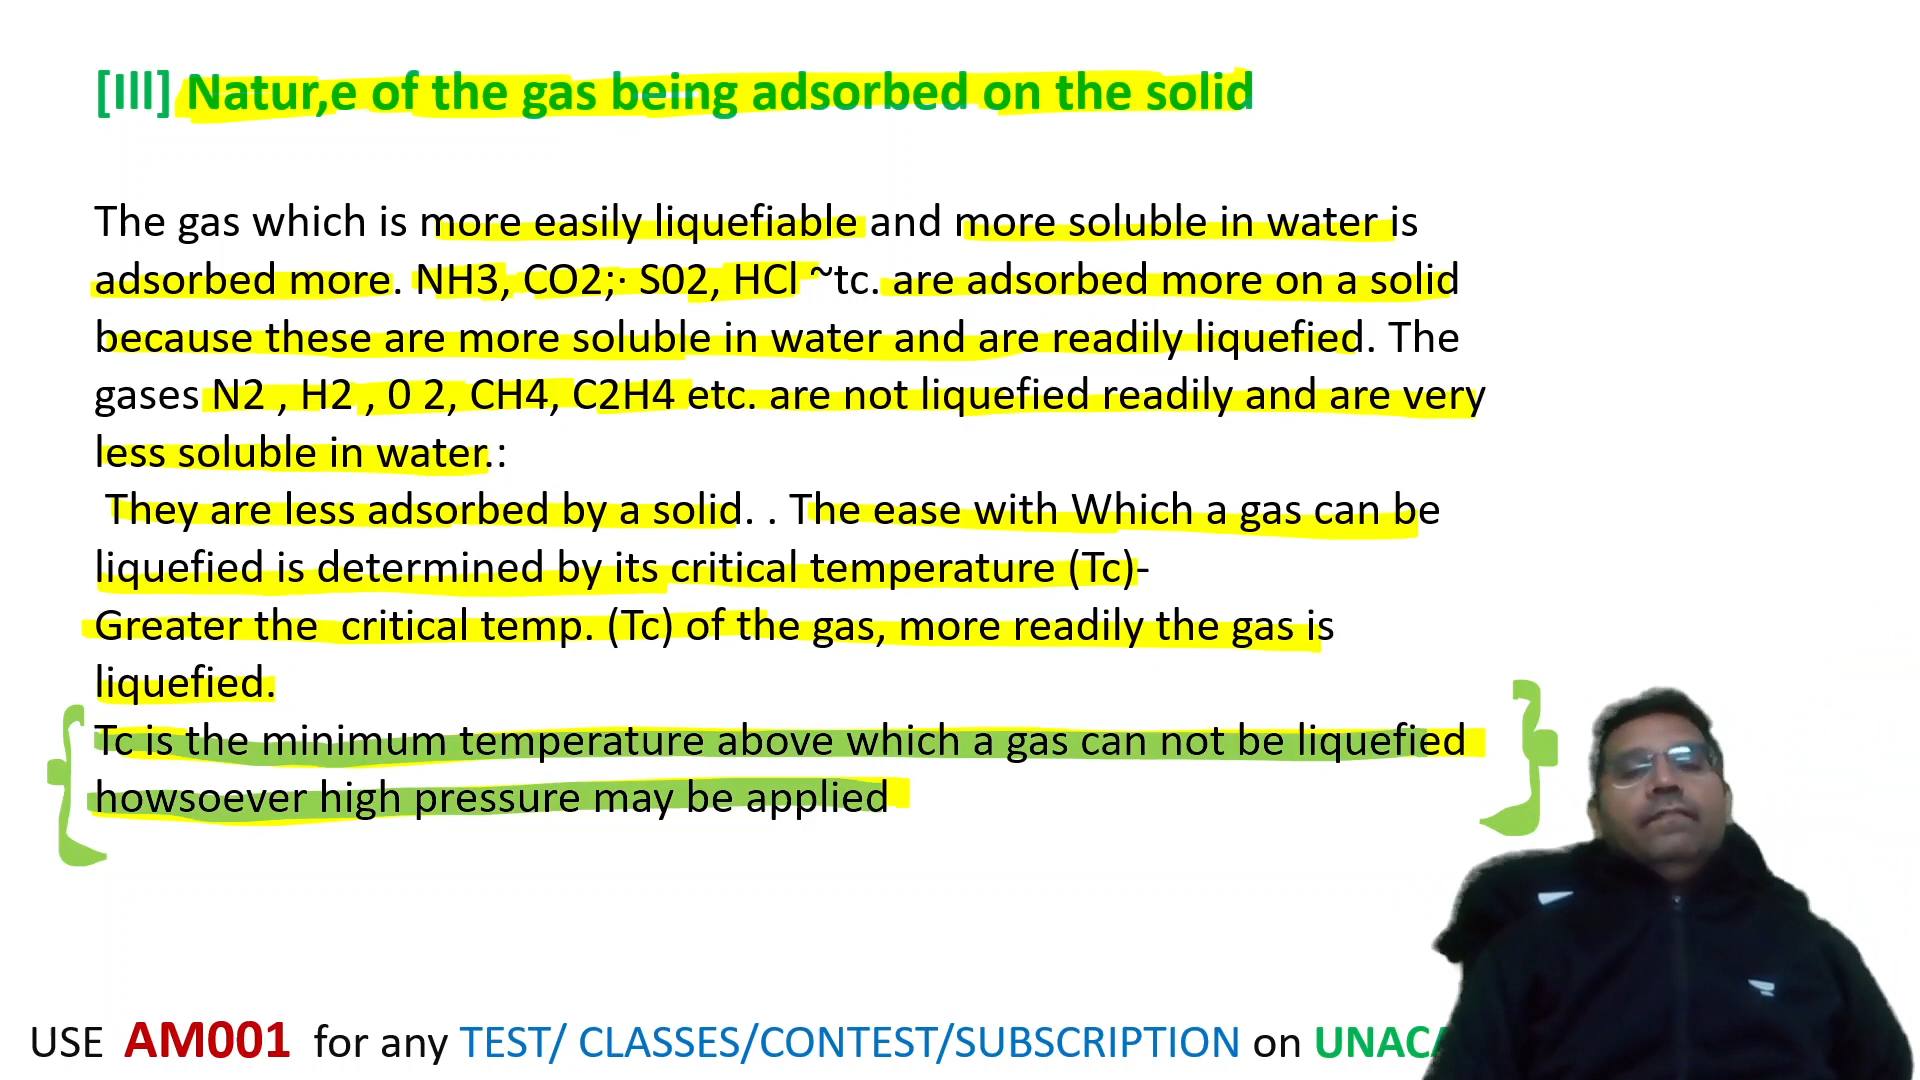 [Ill] Natur,e of the gas being adsorbed on the solid
The gas which is more easily liquefiable and more soluble in water is
adsorbed more. NH3, CO2;· S02, HCl ~tc. are adsorbed more on a solid
because these are more soluble in water and are readily liquefied. The
gases N2 , H2 , 0 2, CH4, C2H4 etc. are not liquefied readily and are very
less soluble in water.:
They are less adsorbed by a solid. . The ease with Which a gas can be
liquefied is determined by its critical temperature (Tc)-
Greater the critical temp. (Tc) of the gas, more readily the gas is
liquefied.
Tc is the minimum temperature above which a gas can not be liquefied
howsoever high pressure may be applied
USE AM001 for any TEST/ CLASSES/CONTEST/SUBSCRIPTION on